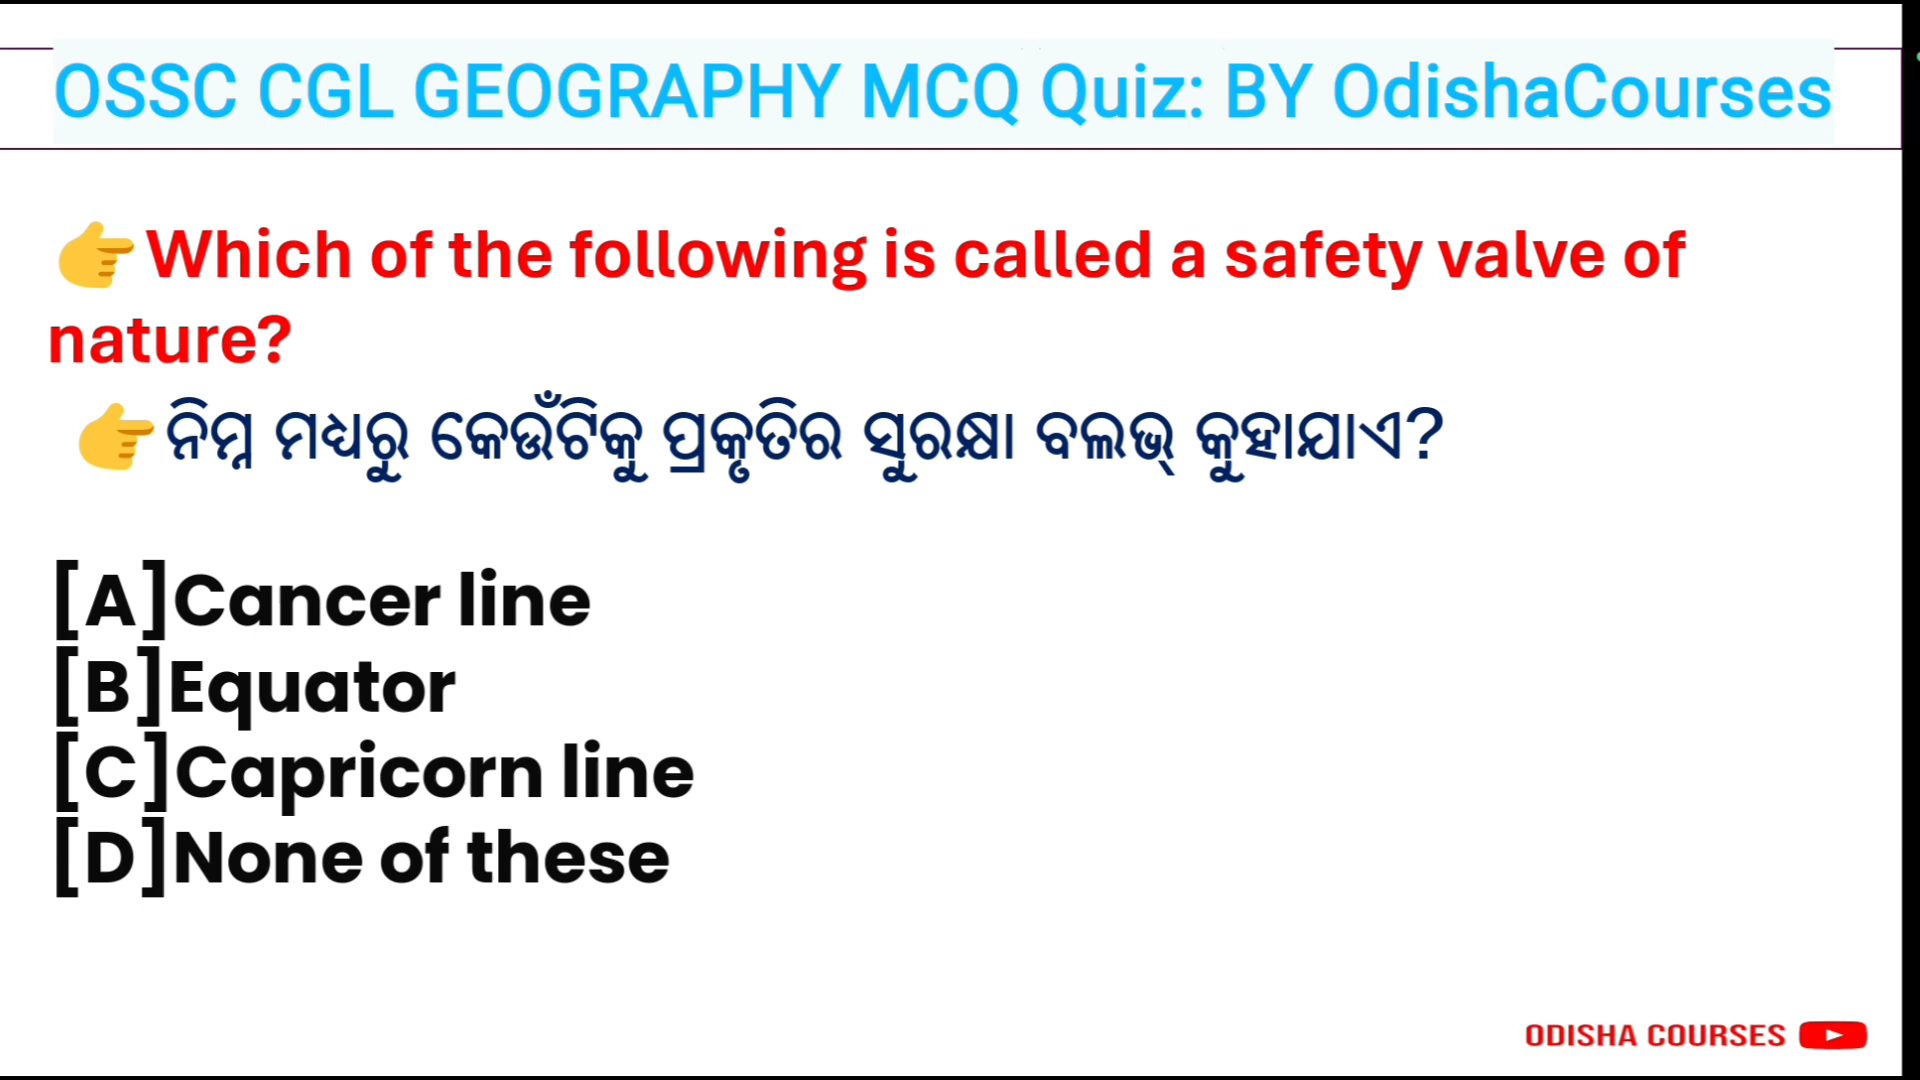 OSSC CGL GEOGRAPHY MCQ Quiz: BY OdishaCourses
👉Which of the following is called a safety valve of
nature?
👉ନିମ୍ନ ମଧ୍ୟରୁ କେଉଁଟିକୁ ପ୍ରକୃତିର ସୁରକ୍ଷା ବଲଭ୍ କୁହାଯାଏ?
[A]Cancer line
[B]Equator
[C]Capricorn line
[D]None of these
ODISHA COURSES